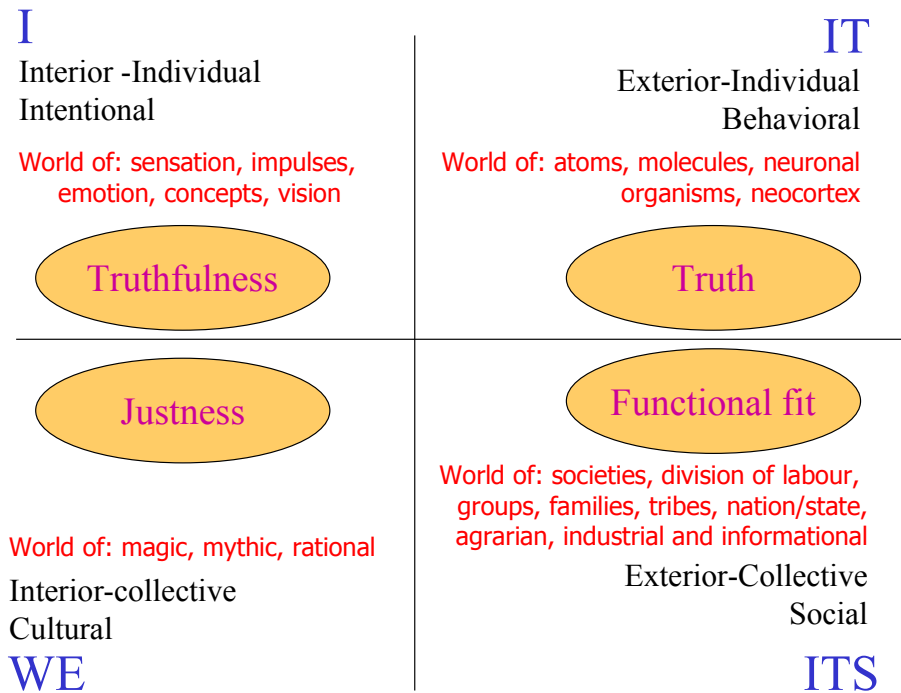 I
Interior -Individual
Intentional
World of: sensation, impulses,
emotion, concepts, vision
Truthfulness
IT
Exterior-Individual
Behavioral
World of: atoms, molecules, neuronal
organisms, neocortex
Truth
Justness
World of: magic, mythic, rational
Interior-collective
Cultural
WE
Functional fit
World of: societies, division of labour,
groups, families, tribes, nation/state,
agrarian, industrial and informational
Exterior-Collective
Social
ITS